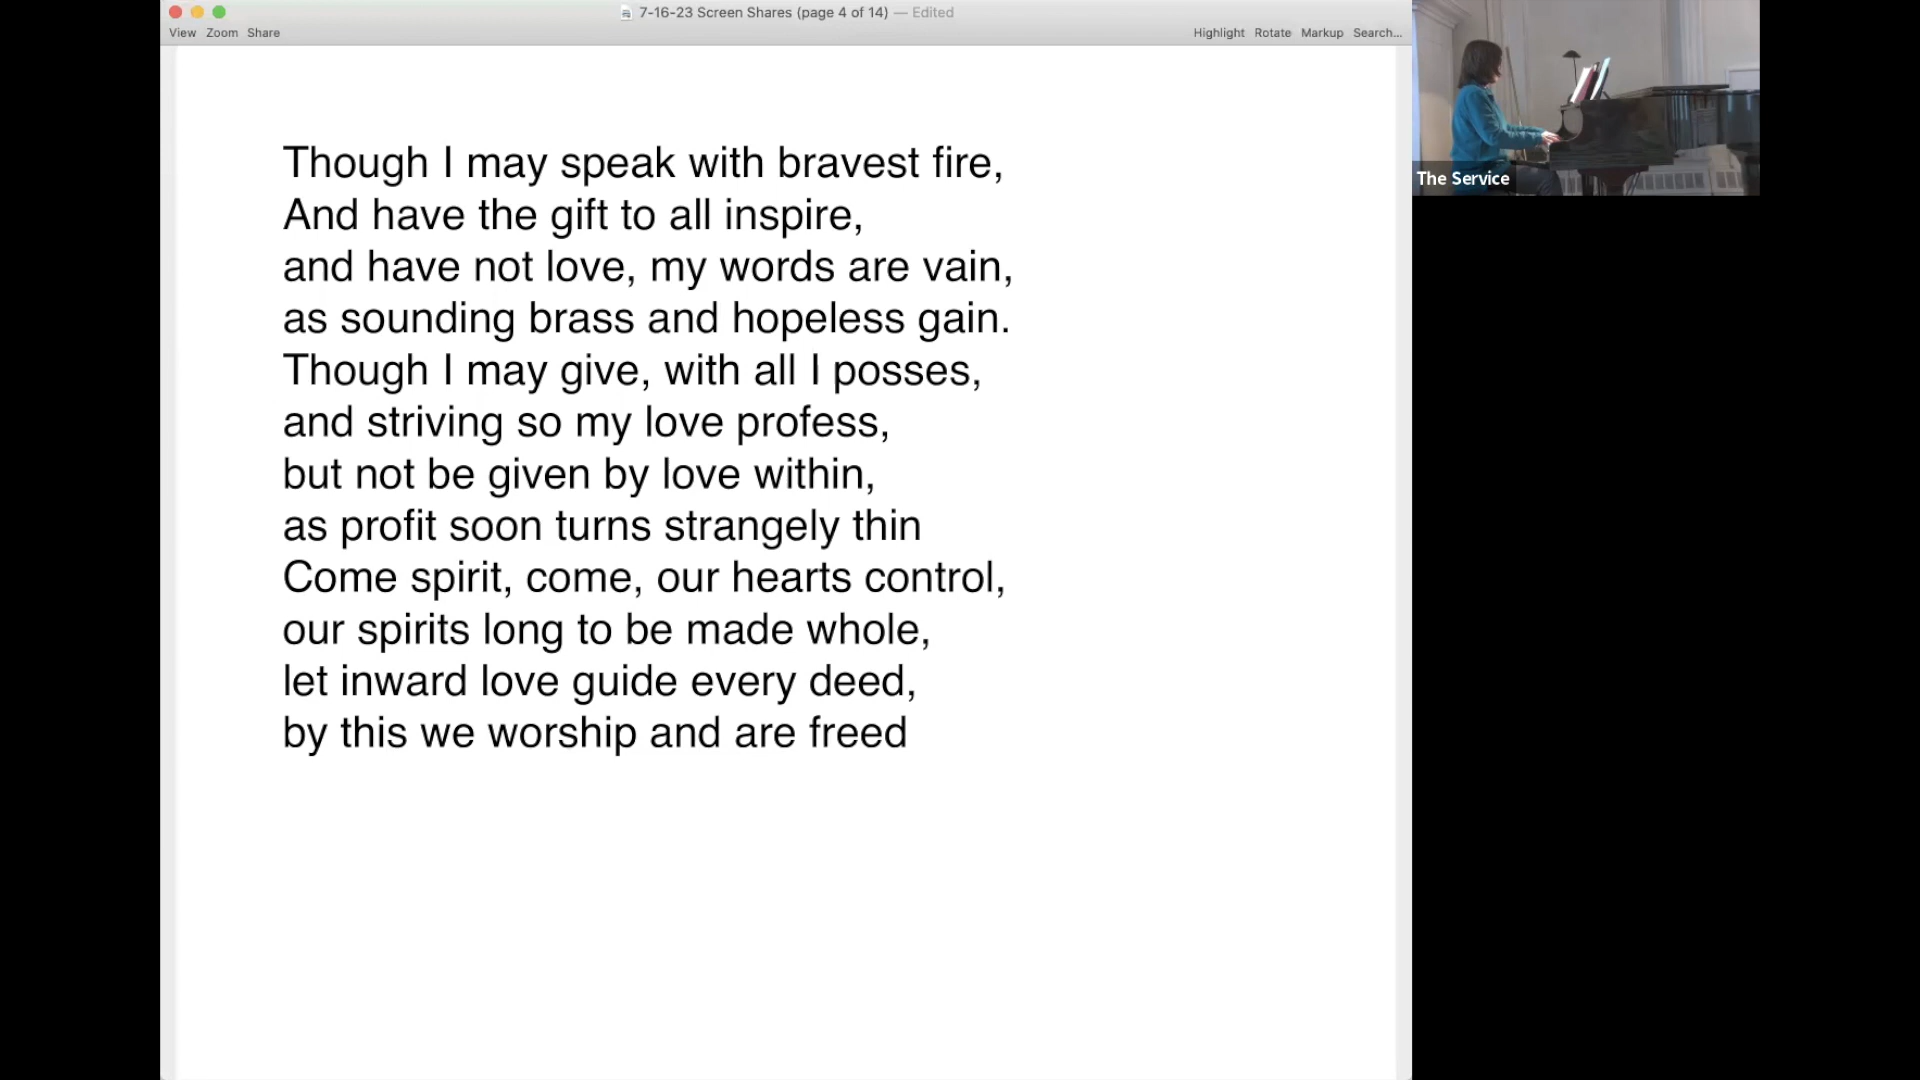 7-16-23 Screen Shares (page 4 of 14) — Edited
View Zoom Share
Highlight Rotate Markup Search...
Though I may speak with bravest fire,
And have the gift to all inspire,
and have not love, my words are vain,
as sounding brass and hopeless gain.
Though I may give, with all I posses,
and striving so my love profess,
but not be given by love within,
as profit soon turns strangely thin
Come spirit, come, our hearts control,
our spirits long to be made whole,
let inward love guide every deed,
by this we worship and are freed
The Service